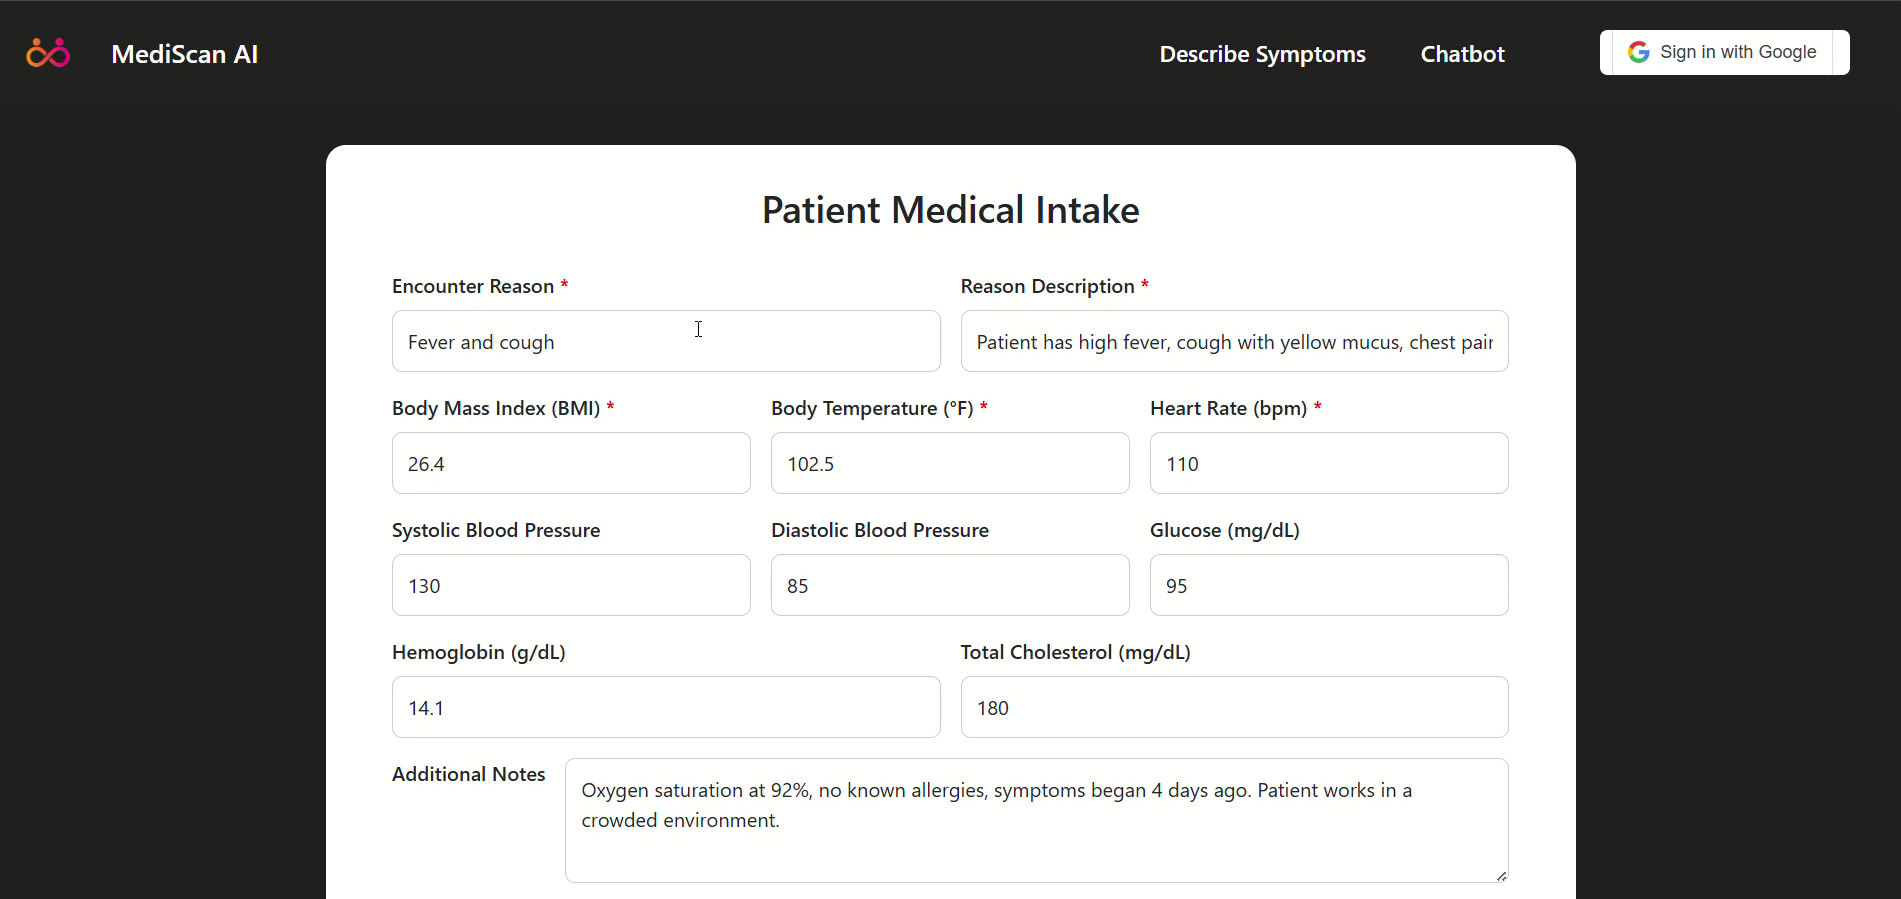 MediScan AI
Describe Symptoms
Chatbot
Sign in with Google
Patient Medical Intake
Encounter Reason *
Reason Description *
Fever and cough
Patient has high fever, cough with yellow mucus, chest
Body Mass Index (BMI) *
Body Temperature (°F) *
Heart Rate (bpm) *
26.4
102.5
110
Systolic Blood Pressure
Diastolic Blood Pressure
Glucose (mg/dL)
130
85
95
Hemoglobin (g/dL)
Total Cholesterol (mg/dL)
14.1
180
Additional Notes
Oxygen saturation at 92%, no known allergies, symptoms began 4 days ago. Patient works in a
crowded environment.